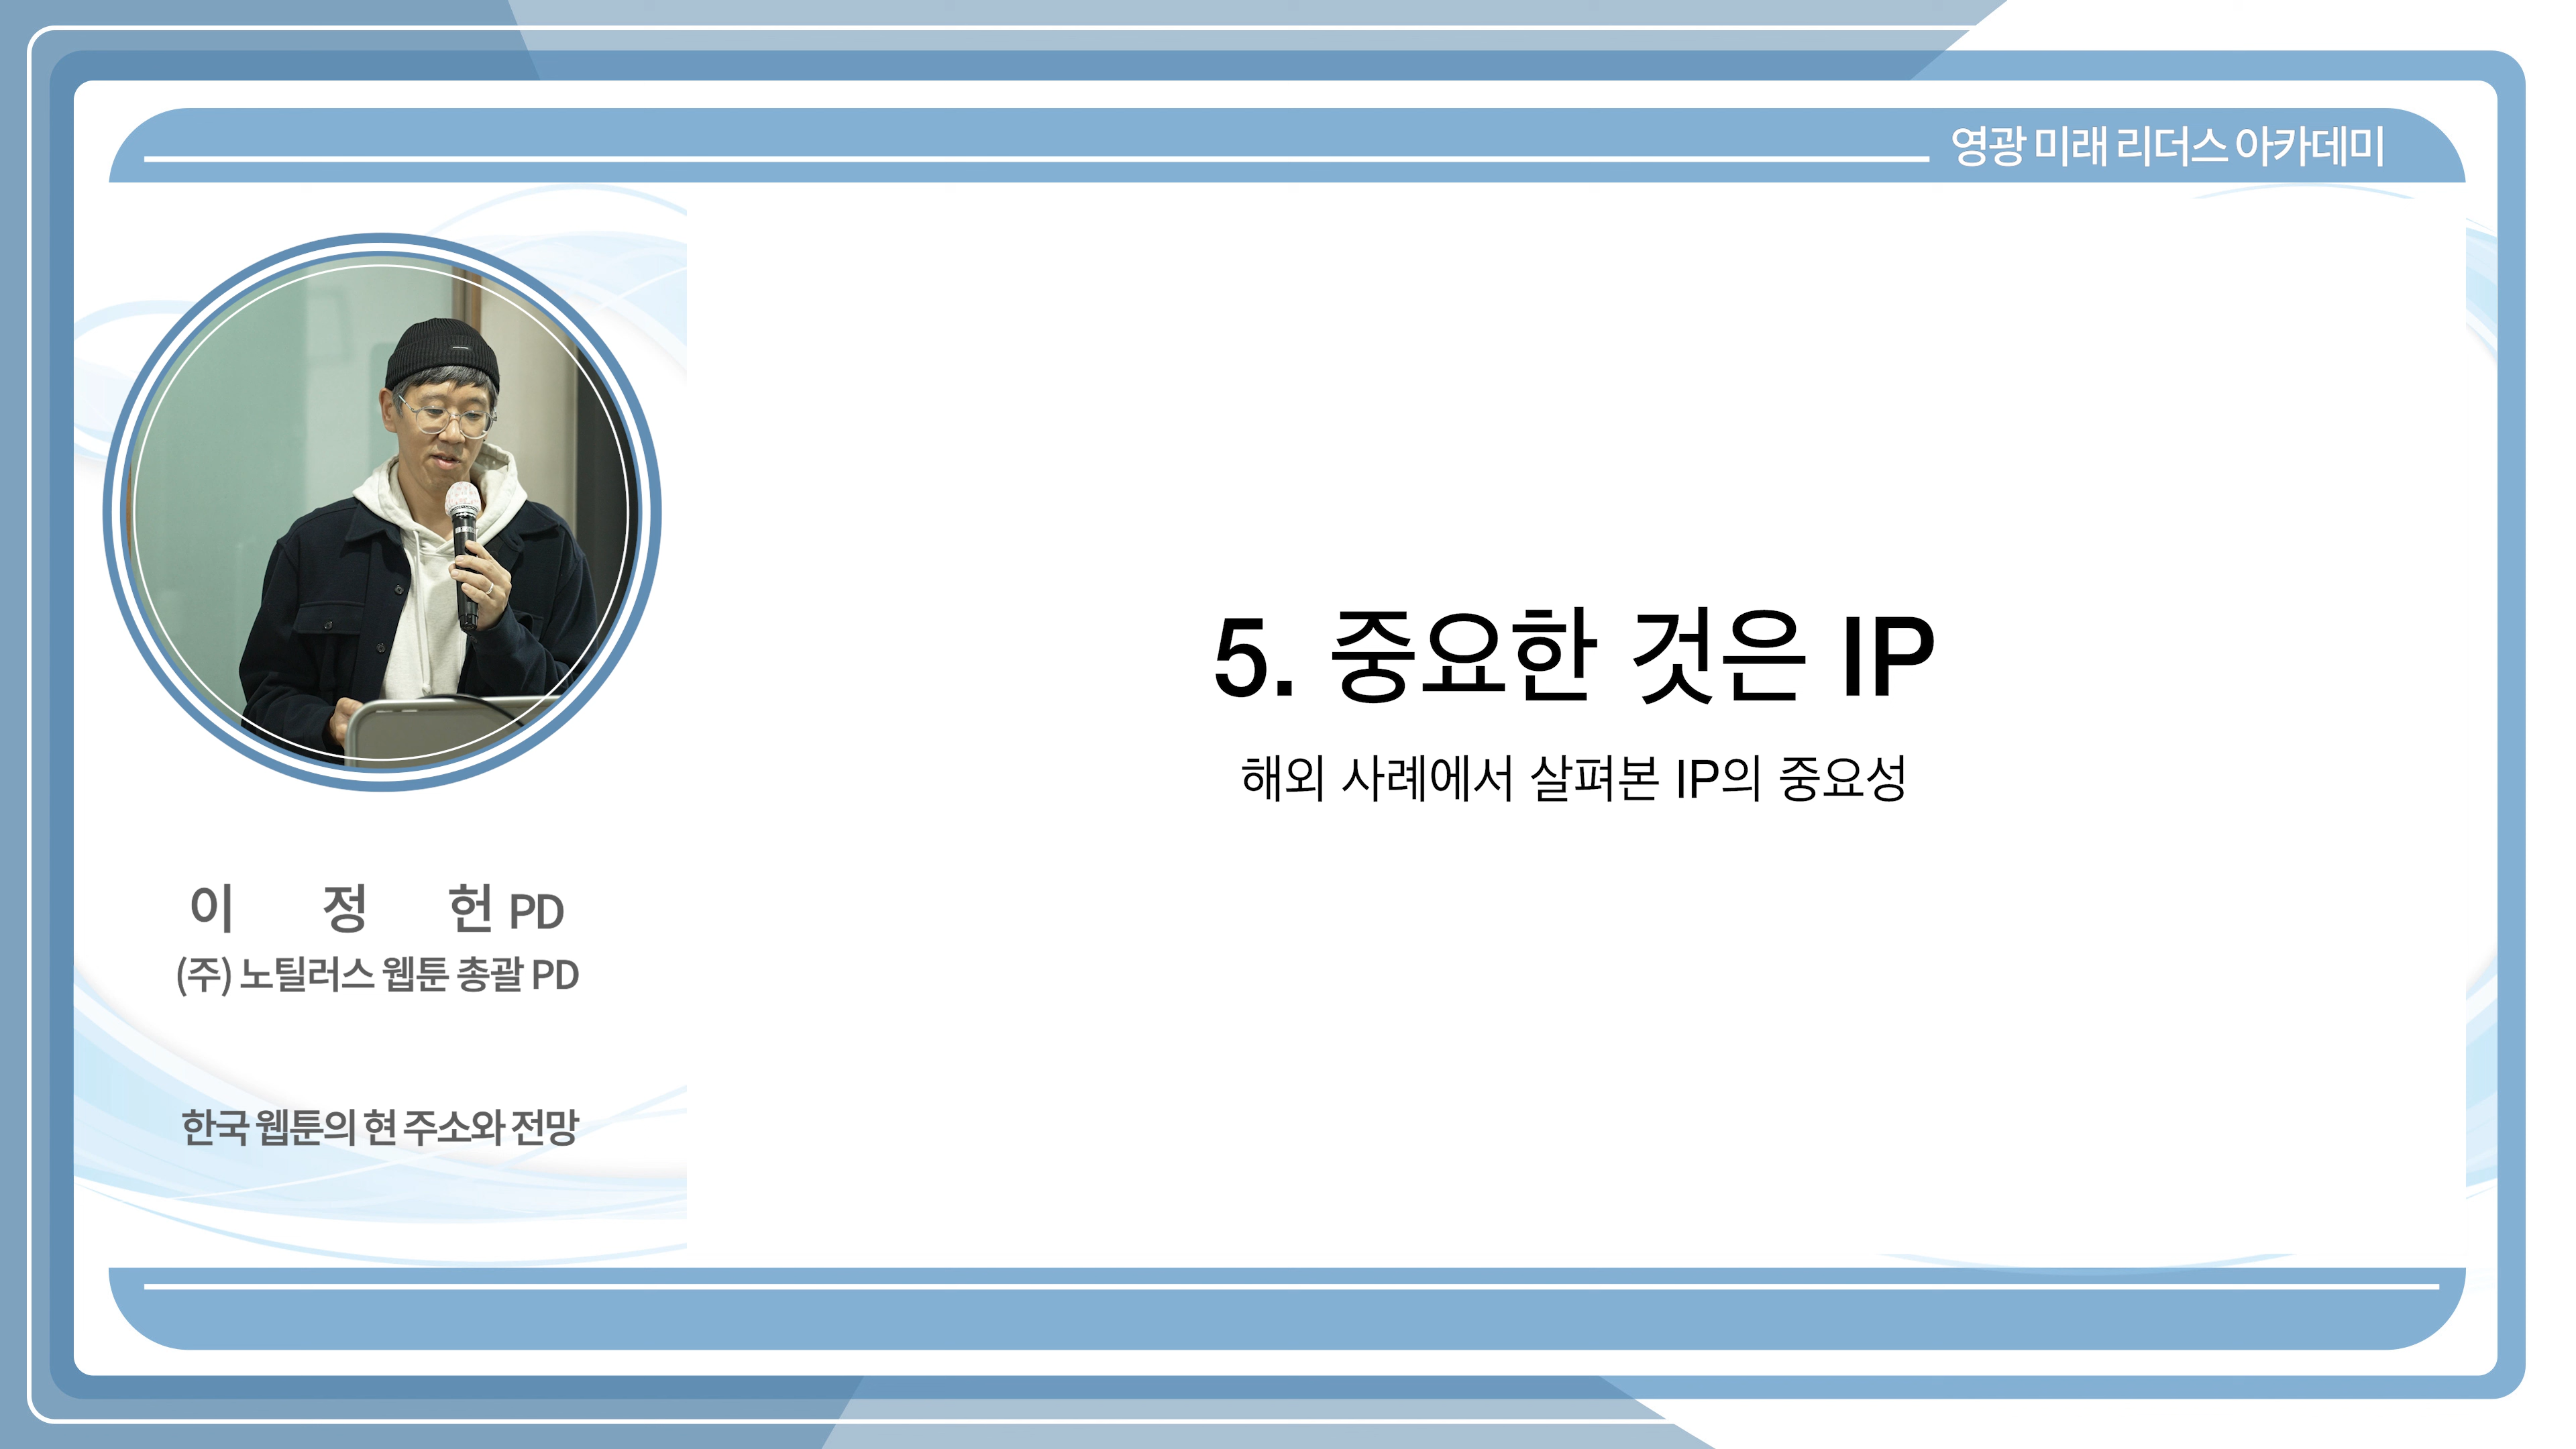 영광 미래 리더스 아카데미
이 정 헌 PD
(주) 노틸러스 웹툰 총괄 PD
한국 웹툰의 현 주소와 전망
5. 중요한 것은 IP
해외 사례에서 살펴본 IP의 중요성